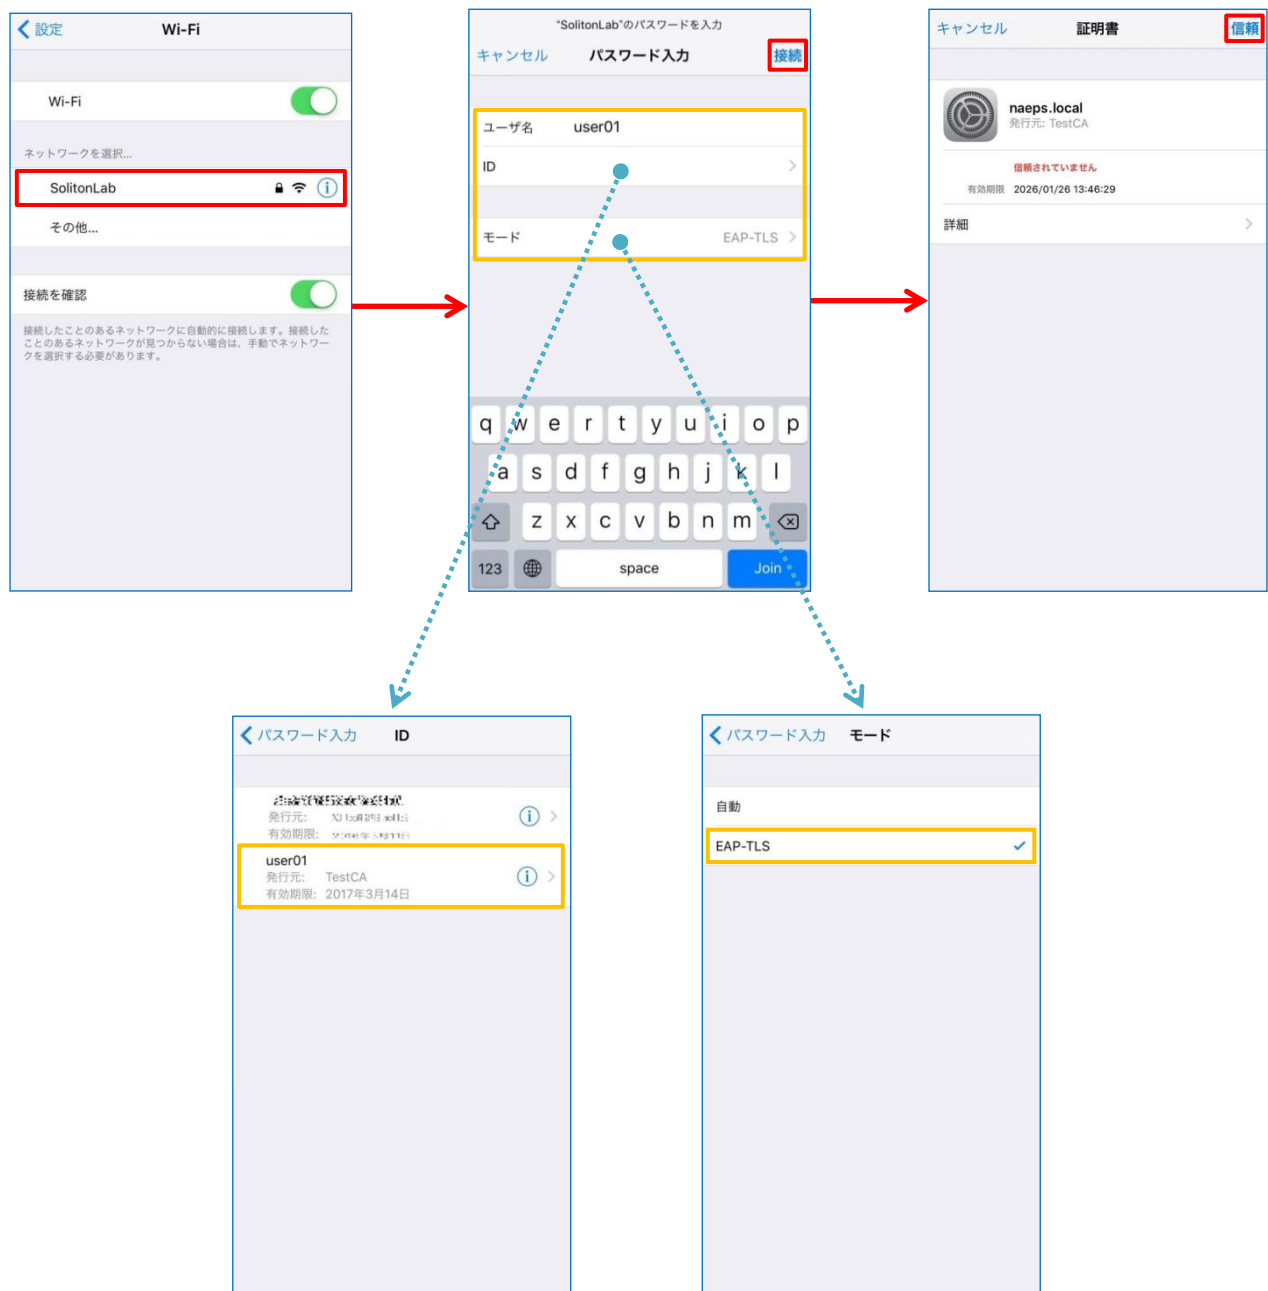 設定
Wi-Fi
Wi-Fi
ネットワークを選択...
SolitonLab
その他...
接続を確認
接続したことのあるネットワークに自動的に接続します。接続した
ことのあるネットワークが見つからない場合は、手動でネットワー
クを選択する必要があります。
"SolitonLab"のパスワードを入力
キャンセル
パスワード入力
接続
ユーザ名 user01
ID
モード EAP-TLS
q w e r t y u i o p
a s d f g h j k l
z x c v b n m
123 space Join
キャンセル
証明書
信頼
naeps.local
発行元: TestCA
信頼されていません
有効期限 2026/01/26 13:46:29
詳細
パスワード入力
ID
発行元:
有効期限:
user01
発行元: TestCA
有効期限: 2017年3月14日
パスワード入力
モード
自動
EAP-TLS